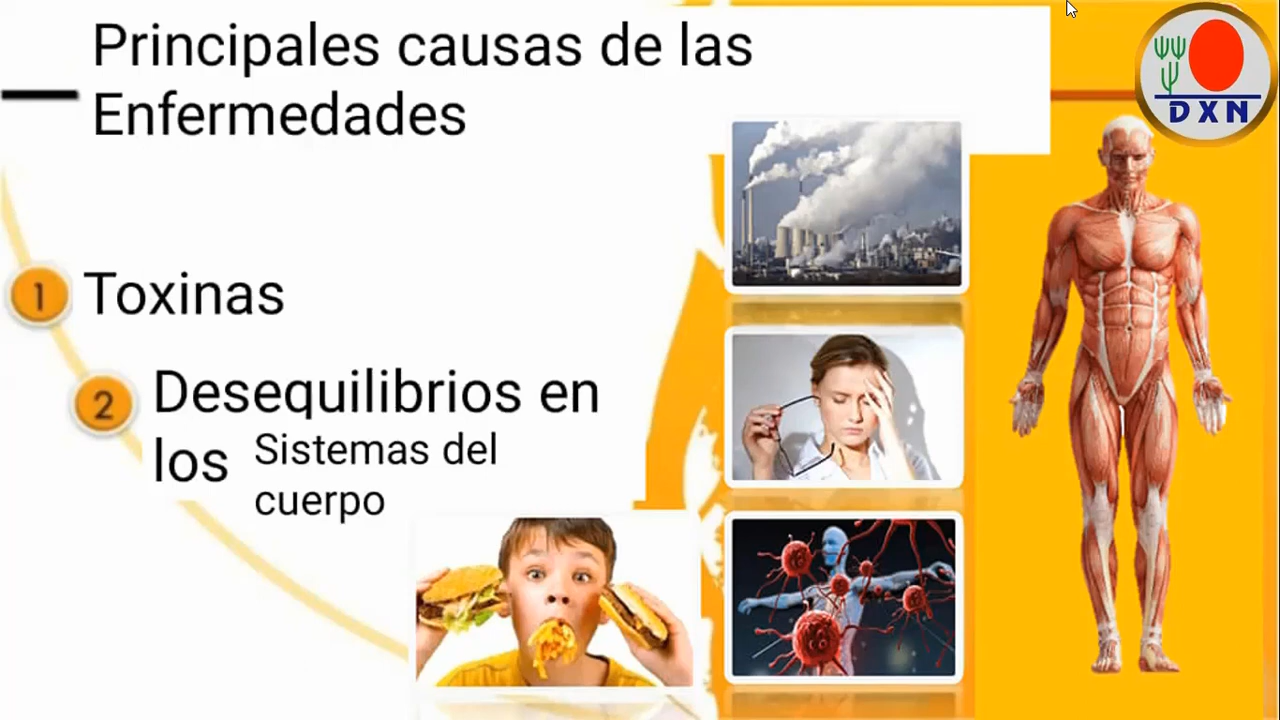 Principales causas de las
Enfermedades
DXN
1 Toxinas
2 Desequilibrios en
los Sistemas del
cuerpo